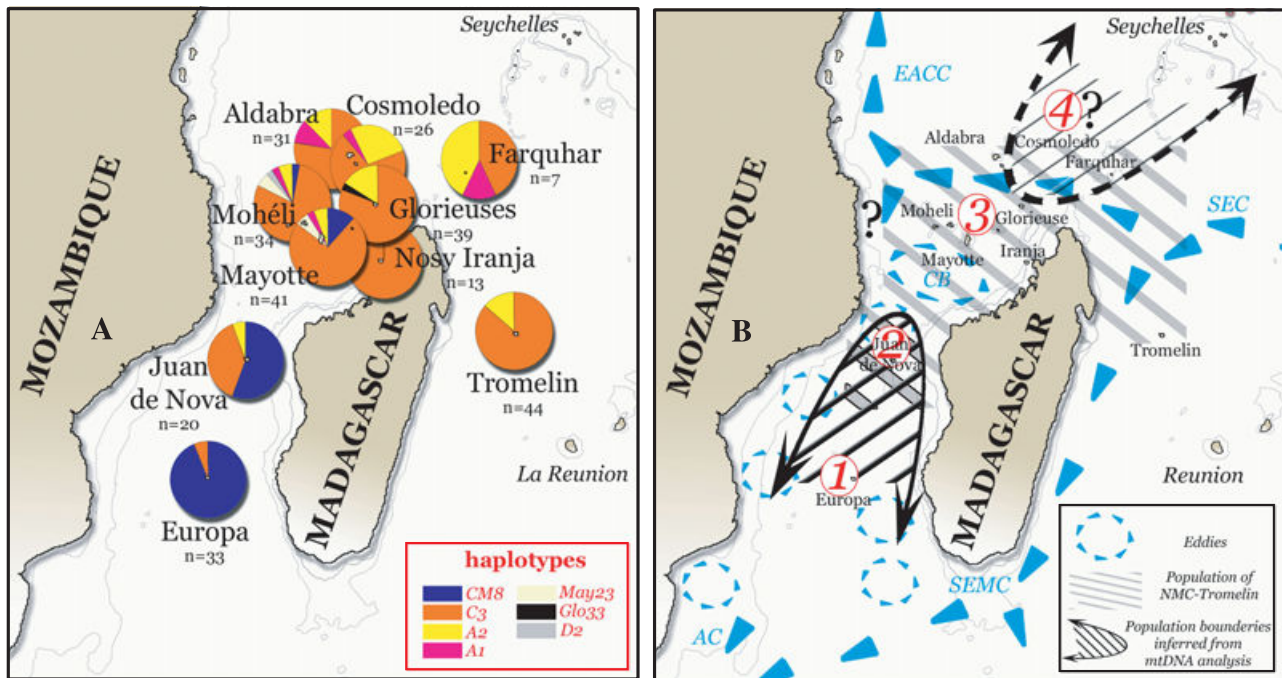 Seychelles
Aldabra
n=31
Cosmoledo
n=26
Farquhar
n=7
Mohéli
n=34
Glorieuses
n=39
Mayotte
n=41
Nosy Iranja
n=13
MOZAMBIQUE
A
Juan
de Nova
n=20
MADAGASCAR
Tromelin
n=44
La Reunion
Europa
n=33
haplotypes
CM8
C3
A2
A1
May23
Glo33
D2
Seychelles
EACC
4?
Aldabra
Cosmoledo
Farquhar
?
Moheli
3
Glorieuse
SEC
Mayotte
Iranja
CB
MOZAMBIQUE
B
2
Juan
de Nova
MADAGASCAR
Tromelin
1
Europa
Reunion
SEMC
AC
Eddies
Population of
NMC-Tromelin
Population bounderies
inferred from
mtDNA analysis